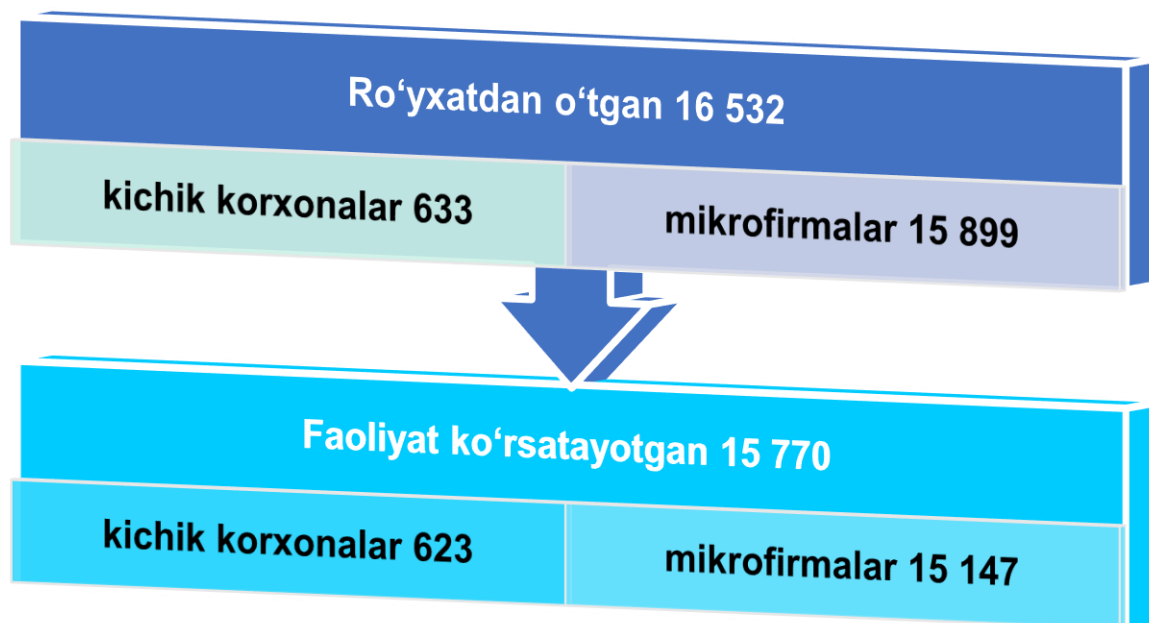 Ro‘yxatdan o‘tgan 16 532
kichik korxonalar 633
mikrofirmalar 15 899
Faoliyat ko‘rsatayotgan 15 770
kichik korxonalar 623
mikrofirmalar 15 147